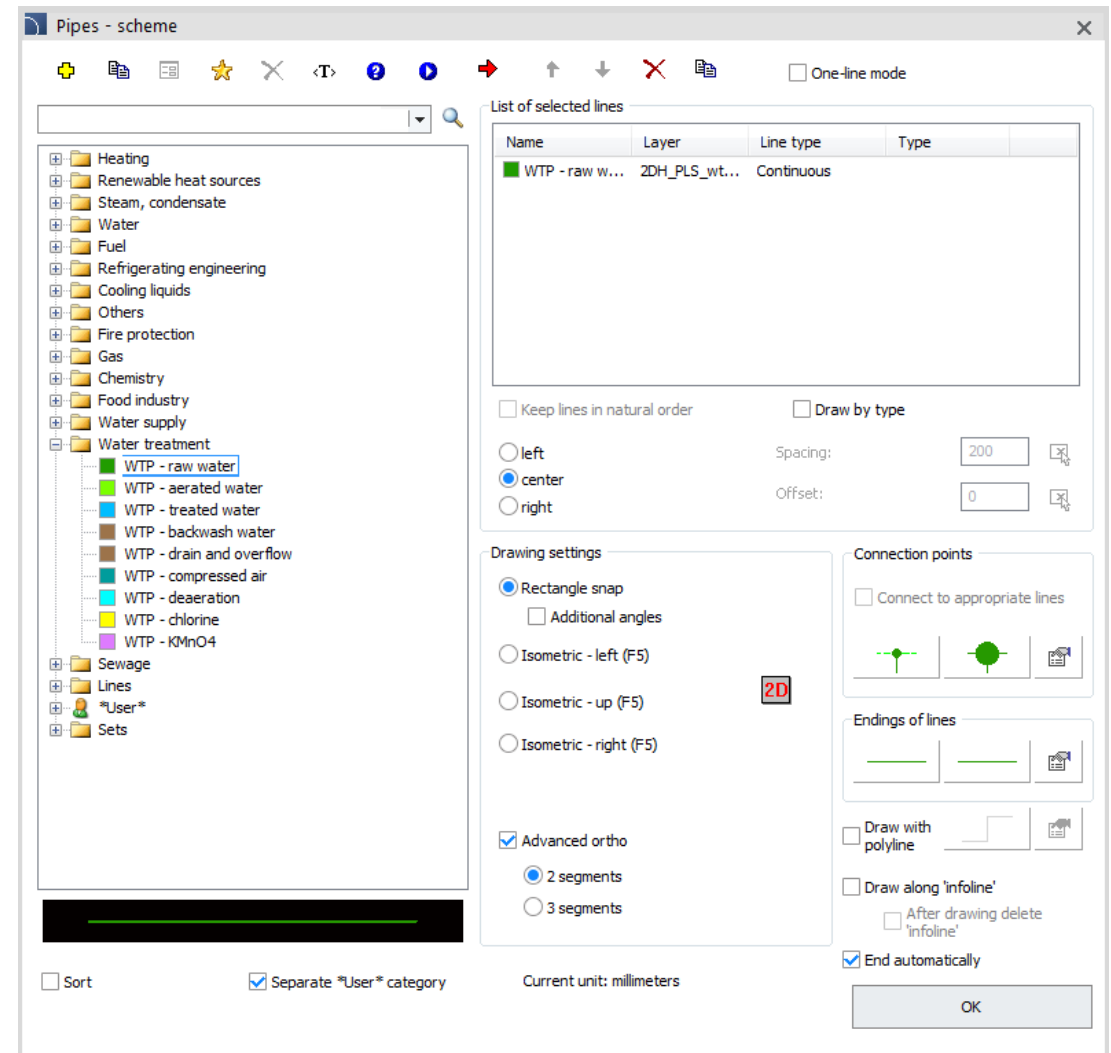 Pipes - scheme
<T>
One-line mode
List of selected lines
Name Layer Line type Type
WTP - raw w... 2DH_PLS_wt... Continuous
Heating
Renewable heat sources
Steam, condensate
Water
Fuel
Refrigerating engineering
Cooling liquids
Others
Fire protection
Gas
Chemistry
Food industry
Water supply
Water treatment
WTP - raw water
WTP - aerated water
WTP - treated water
WTP - backwash water
WTP - drain and overflow
WTP - compressed air
WTP - deaeration
WTP - chlorine
WTP - KMnO4
Sewage
Lines
*User*
Sets
Sort
Separate *User* category
Keep lines in natural order
Draw by type
left
center
right
Spacing: 200
Offset: 0
Drawing settings
Rectangle snap
Additional angles
Isometric - left (F5)
Isometric - up (F5)
Isometric - right (F5)
2D
Advanced ortho
2 segments
3 segments
Current unit: millimeters
Connection points
Connect to appropriate lines
Endings of lines
Draw with
polyline
Draw along 'infoline'
After drawing delete
'infoline'
End automatically
OK